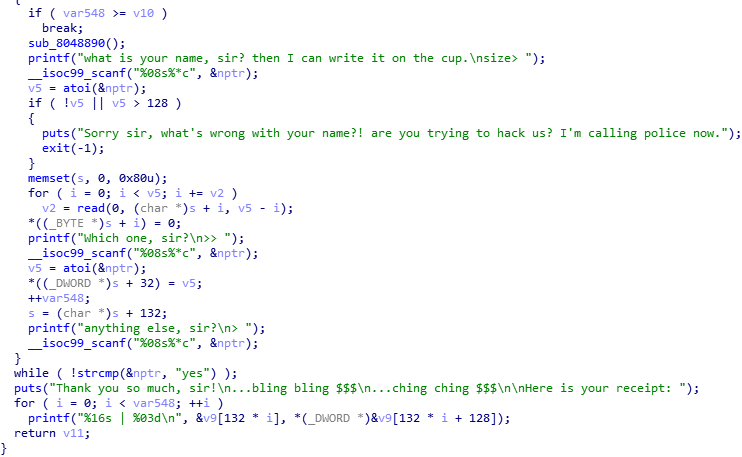 {
if ( var548 >= v10 )
break;
sub_8048890();
printf("what is your name, sir? then I can write it on the cup.\nsize> ");
__isoc99_scanf("%08s%*c", &nptr);
v5 = atoi(&nptr);
if ( !v5 || v5 > 128 )
{
puts("Sorry sir, what's wrong with your name?! are you trying to hack us? I'm calling police now.");
exit(-1);
}
memset(s, 0, 0x80u);
for ( i = 0; i < v5; i += v2 )
v2 = read(0, (char *)s + i, v5 - i);
*((_BYTE *)s + i) = 0;
printf("Which one, sir?\n>> ");
__isoc99_scanf("%08s%*c", &nptr);
v5 = atoi(&nptr);
*((_DWORD *)s + 32) = v5;
++var548;
s = (char *)s + 132;
printf("anything else, sir?\n> ");
__isoc99_scanf("%08s%*c", &nptr);
}
while ( !strcmp(&nptr, "yes") );
puts("Thank you so much, sir!\n...bling bling $$$\n...ching ching $$$\n\nHere is your receipt: ");
for ( i = 0; i < var548; ++i )
printf("%16s | %03d\n", &v9[132 * i], *(_DWORD *)&v9[132 * i + 128]);
return v11;
}